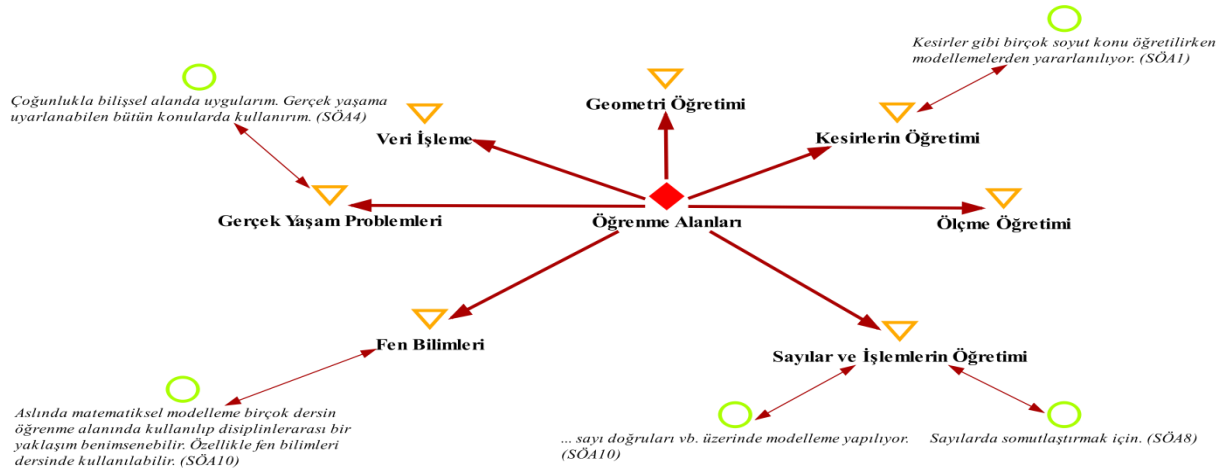 Kesirler gibi birçok soyut konu öğretilirken
modellemelerden yararlanılıyor. (SÖA1)
Çoğunlukla bilişsel alanda uygularım. Gerçek yaşama
uyarlanabilen bütün konularda kullanırım. (SÖA4)
Geometri Öğretimi
Veri İşleme
Kesirlerin Öğretimi
Gerçek Yaşam Problemleri
Öğrenme Alanları
Ölçme Öğretimi
Fen Bilimleri
Sayılar ve İşlemlerin Öğretimi
Aslında matematiksel modelleme birçok dersin
öğrenme alanında kullanılıp disiplinlerarası bir
yaklaşım benimsenebilir. Özellikle fen bilimleri
dersinde kullanılabilir. (SÖA10)
... sayı doğruları vb. üzerinde modelleme yapılıyor.
(SÖA10)
Sayılarda somutlaştırmak için. (SÖA8)